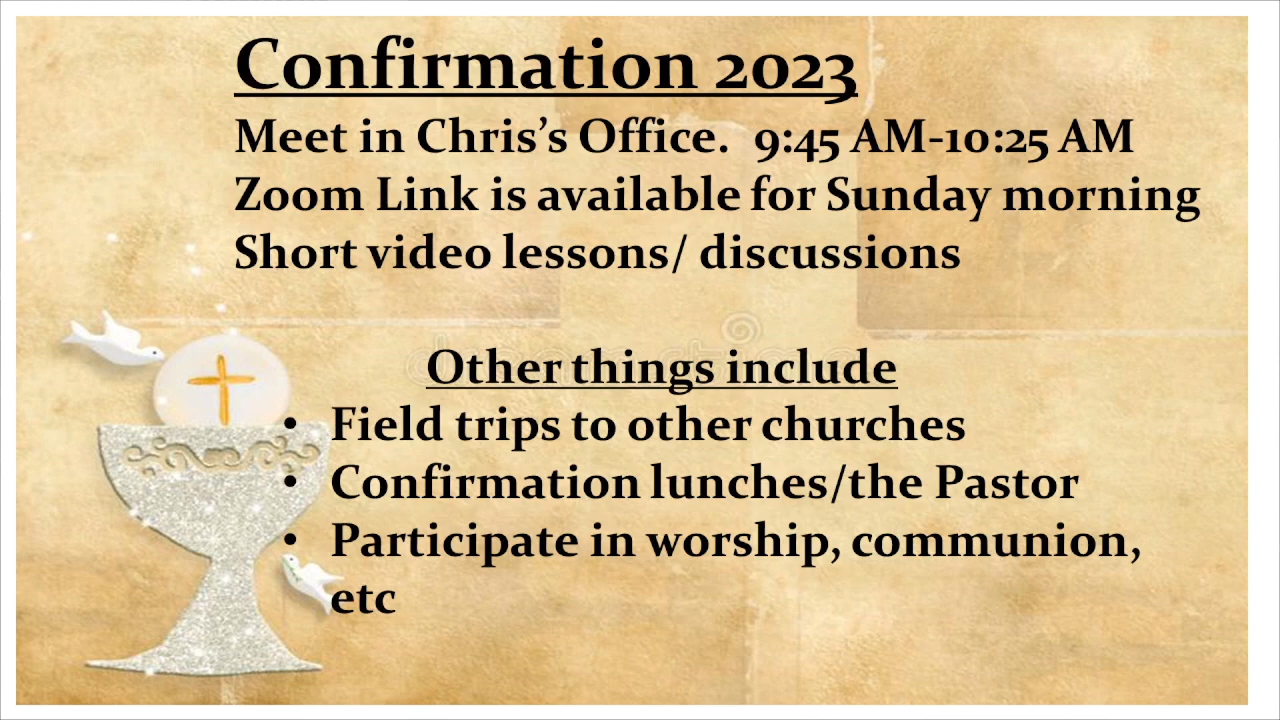 Confirmation 2023
Meet in Chris’s Office.  9:45 AM-10:25 AM
Zoom Link is available for Sunday morning
Short video lessons/ discussions
Other things include
• Field trips to other churches
• Confirmation lunches/the Pastor
• Participate in worship, communion,
etc